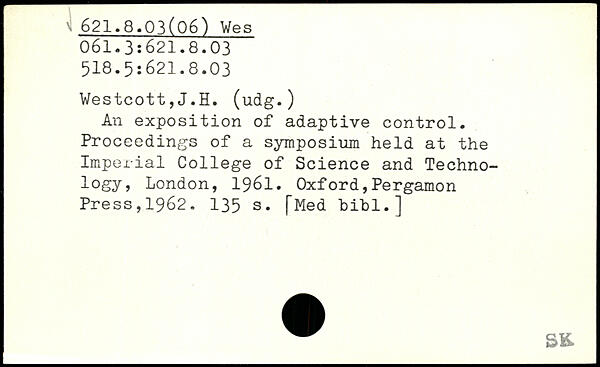 621.8.03(06) Wes
061.3:621.8.03
518.5:621.8.03
Westcott,J.H. (udg.)
An exposition of adaptive control.
Proceedings of a symposium held at the
Imperial College of Science and Techno-
logy, London, 1961. Oxford,Pergamon
Press,1962. 135 s. [Med bibl.]
SK